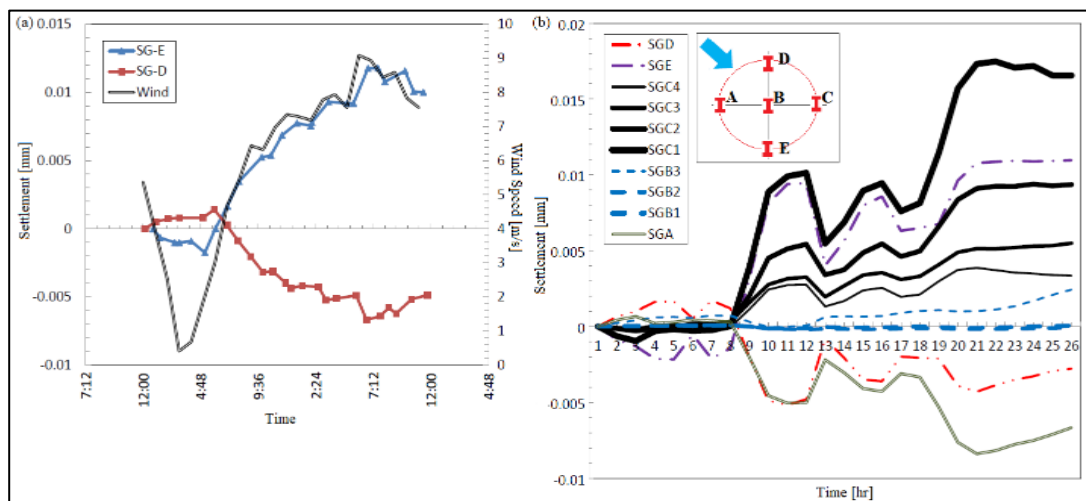 (a)
0.015
0.01
0.005
0
-0.005
-0.01
Settlement [mm]
SG-E
SG-D
Wind
10
9
8
7
6
5
4
3
2
1
0
Wind Speed [m/s]
7:12
12:00
4:48
9:36
2:24
7:12
12:00
4:48
Time
(b)
0.02
0.015
0.01
0.005
0
-0.005
-0.01
Settlement [mm]
SGD
SGE
SGC4
SGC3
SGC2
SGC1
SGB3
SGB2
SGB1
SGA
D
A
B
C
E
1 2 3 4 5 6 7 8 9 10 11 12 13 14 15 16 17 18 19 20 21 22 23 24 25 26
Time [hr]